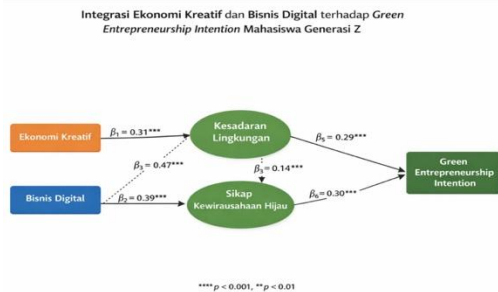 Integrasi Ekonomi Kreatif dan Bisnis Digital terhadap Green
Entrepreneurship Intention Mahasiswa Generasi Z
Ekonomi Kreatif
β₁ = 0.31***
Kesadaran
Lingkungan
β₅ = 0.29***
β₃ = 0.47***
β₃ = 0.14***
Green
Entrepreneurship
Intention
Bisnis Digital
β₂ = 0.39***
Sikap
Kewirausahaan Hijau
β₆ = 0.30***
****p < 0.001, **p < 0.01